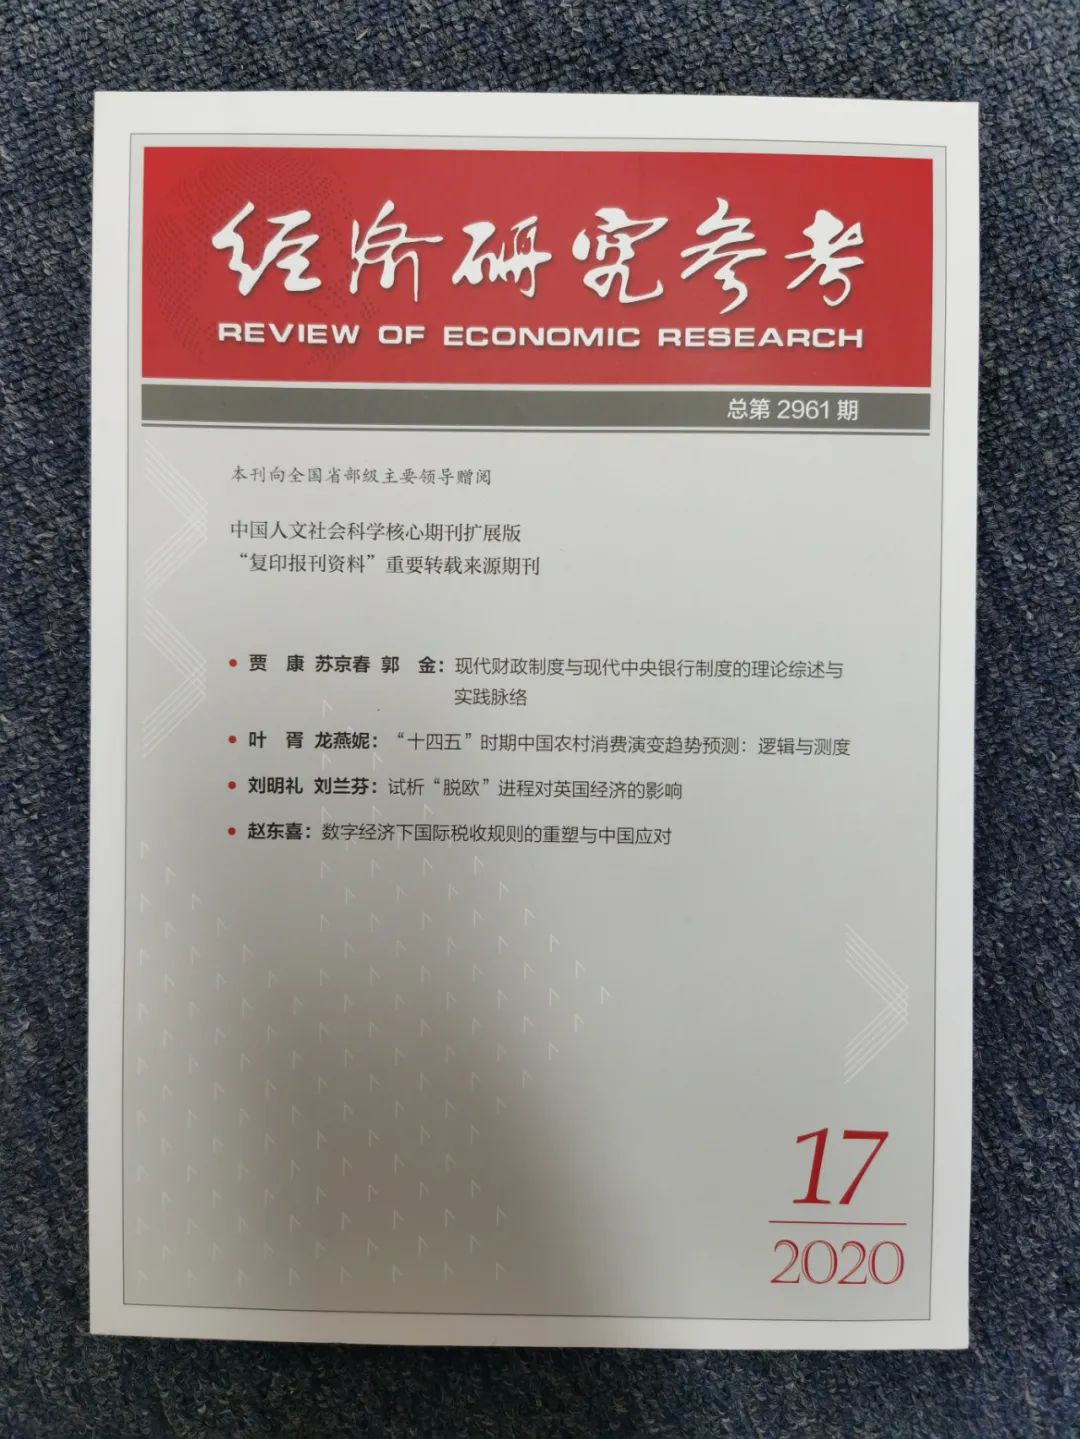 经济研究参考
REVIEW OF ECONOMIC RESEARCH
总第 2961 期
本刊向全国省部级主要领导赠阅
中国人文社会科学核心期刊扩展版
“复印报刊资料”重要转载来源期刊
• 贾　康 苏京春 郭　金：现代财政制度与现代中央银行制度的理论综述与
实践脉络
• 叶　胥 龙燕妮：“十四五”时期中国农村消费演变趋势预测：逻辑与测度
• 刘明礼 刘兰芬：试析“脱欧”进程对英国经济的影响
• 赵东喜：数字经济下国际税收规则的重塑与中国应对
17
2020